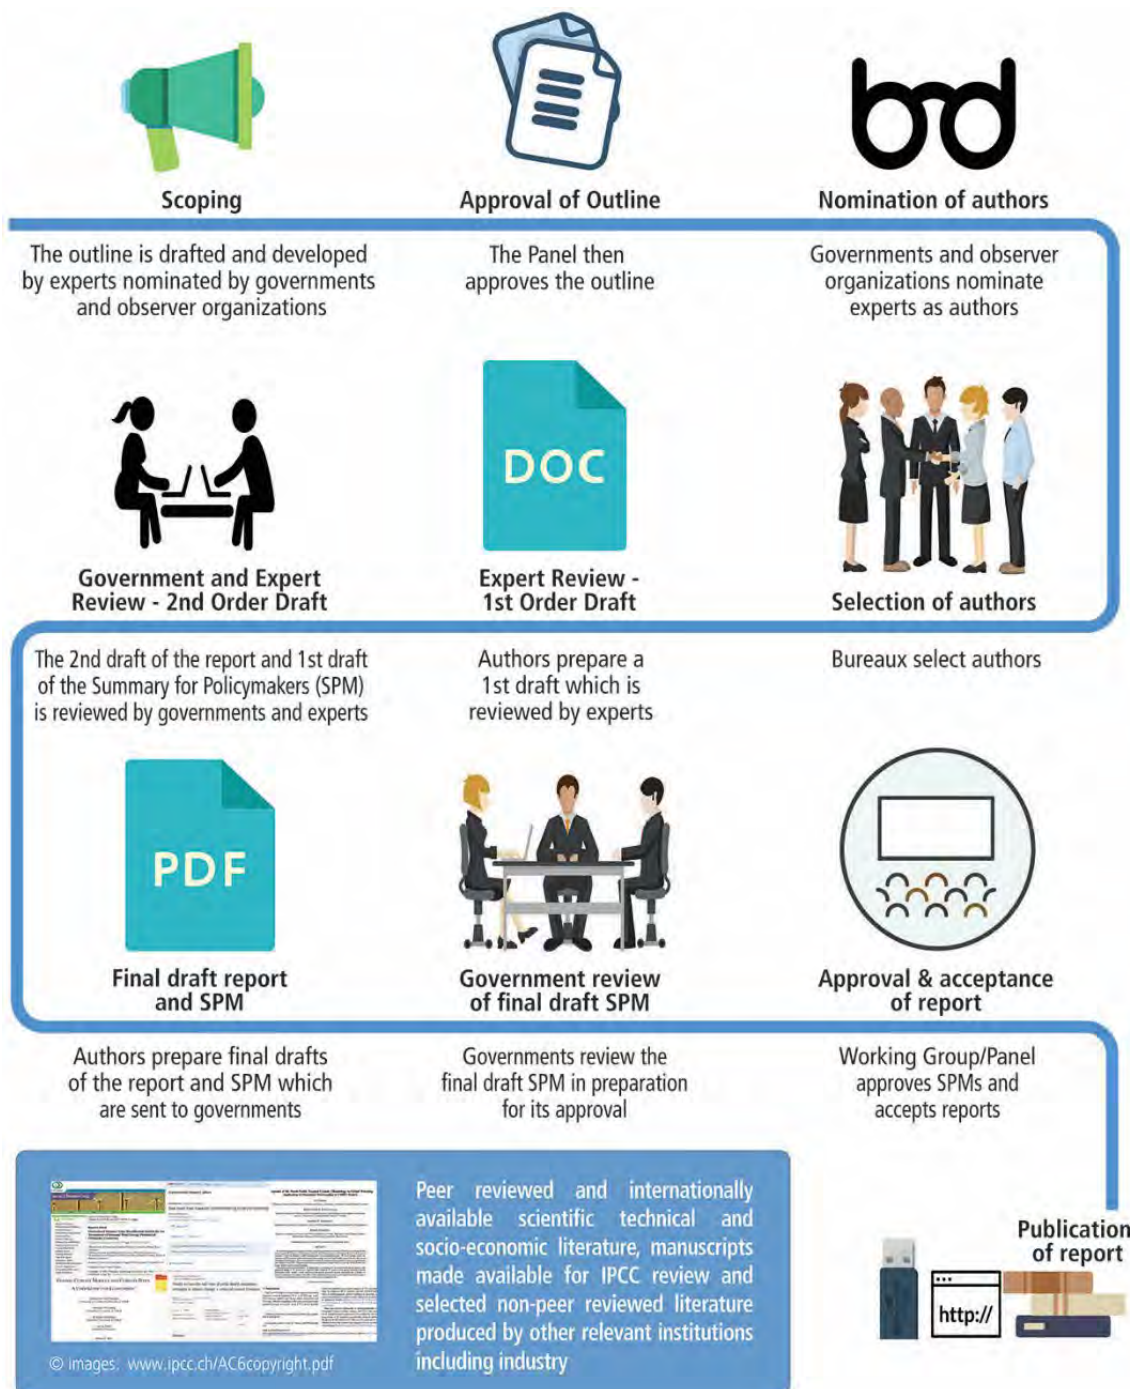 Scoping
Approval of Outline
Nomination of authors
The outline is drafted and developed
by experts nominated by governments
and observer organizations
The Panel then
approves the outline
Governments and observer
organizations nominate
experts as authors
DOC
Government and Expert
Review - 2nd Order Draft
Expert Review -
1st Order Draft
Selection of authors
The 2nd draft of the report and 1st draft
of the Summary for Policymakers (SPM)
is reviewed by governments and experts
Authors prepare a
1st draft which is
reviewed by experts
Bureaux select authors
PDF
Final draft report
and SPM
Government review
of final draft SPM
Approval & acceptance
of report
Authors prepare final drafts
of the report and SPM which
are sent to governments
Governments review the
final draft SPM in preparation
for its approval
Working Group/Panel
approves SPMs and
accepts reports
Peer reviewed and internationally
available scientific technical and
socio-economic literature, manuscripts
made available for IPCC review and
selected non-peer reviewed literature
produced by other relevant institutions
including industry
© images. www.ipcc.ch/AC6copyright.pdf
Publication
of report
http://